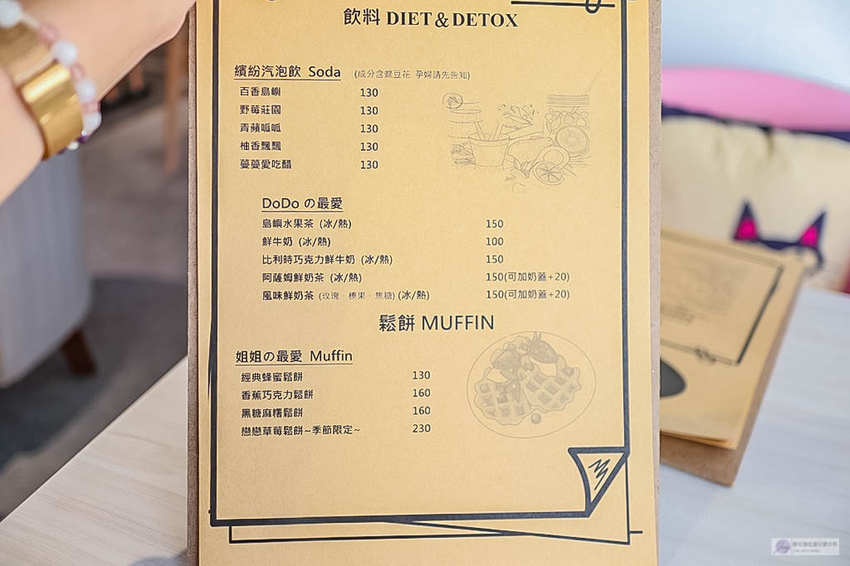 飲料 DIET & DETOX
繽紛汽泡飲 Soda (成分含蝶豆花 孕婦請先告知)
百香島嶼 130
野莓莊園 130
青蘋呱呱 130
柚香飄飄 130
蔓蔓愛吃醋 130
DoDo の最愛
島嶼水果茶 (冰/熱) 150
鮮牛奶 (冰/熱) 100
比利時巧克力鮮牛奶 (冰/熱) 150
阿薩姆鮮奶茶 (冰/熱) 150(可加奶蓋+20)
風味鮮奶茶 (玫瑰‧榛果‧焦糖) (冰/熱) 150(可加奶蓋+20)
鬆餅 MUFFIN
姐姐の最愛 Muffin
經典蜂蜜鬆餅 130
香蕉巧克力鬆餅 160
黑糖麻糬鬆餅 160
戀戀草莓鬆餅~季節限定~ 230